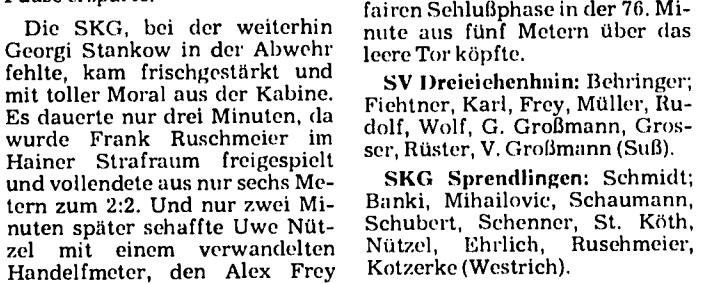 Die SKG, bei der weiterhin
Georgi Stankow in der Abwehr
fehlte, kam frischgestärkt und
mit toller Moral aus der Kabine.
Es dauerte nur drei Minuten, da
wurde Frank Ruschmeier im
Hainer Strafraum freigespielt
und vollendete aus nur sechs Me-
tern zum 2:2. Und nur zwei Mi-
nuten später schaffte Uwe Nüt-
zel mit einem verwandelten
Handelfmeter, den Alex Frey
fairen Schlußphase in der 76. Mi-
nute aus fünf Metern über das
leere Tor köpfte.
SV Dreieichenhain: Behringer;
Fichtner, Karl, Frey, Müller, Ru-
dolf, Wolf, G. Großmann, Gros-
ser, Rüster, V. Großmann (Suß).
SKG Sprendlingen: Schmidt;
Banki, Mihailovic, Schaumann,
Schubert, Schenner, St. Köth,
Nützel, Ehrlich, Ruschmeier,
Kotzerke (Westrich).